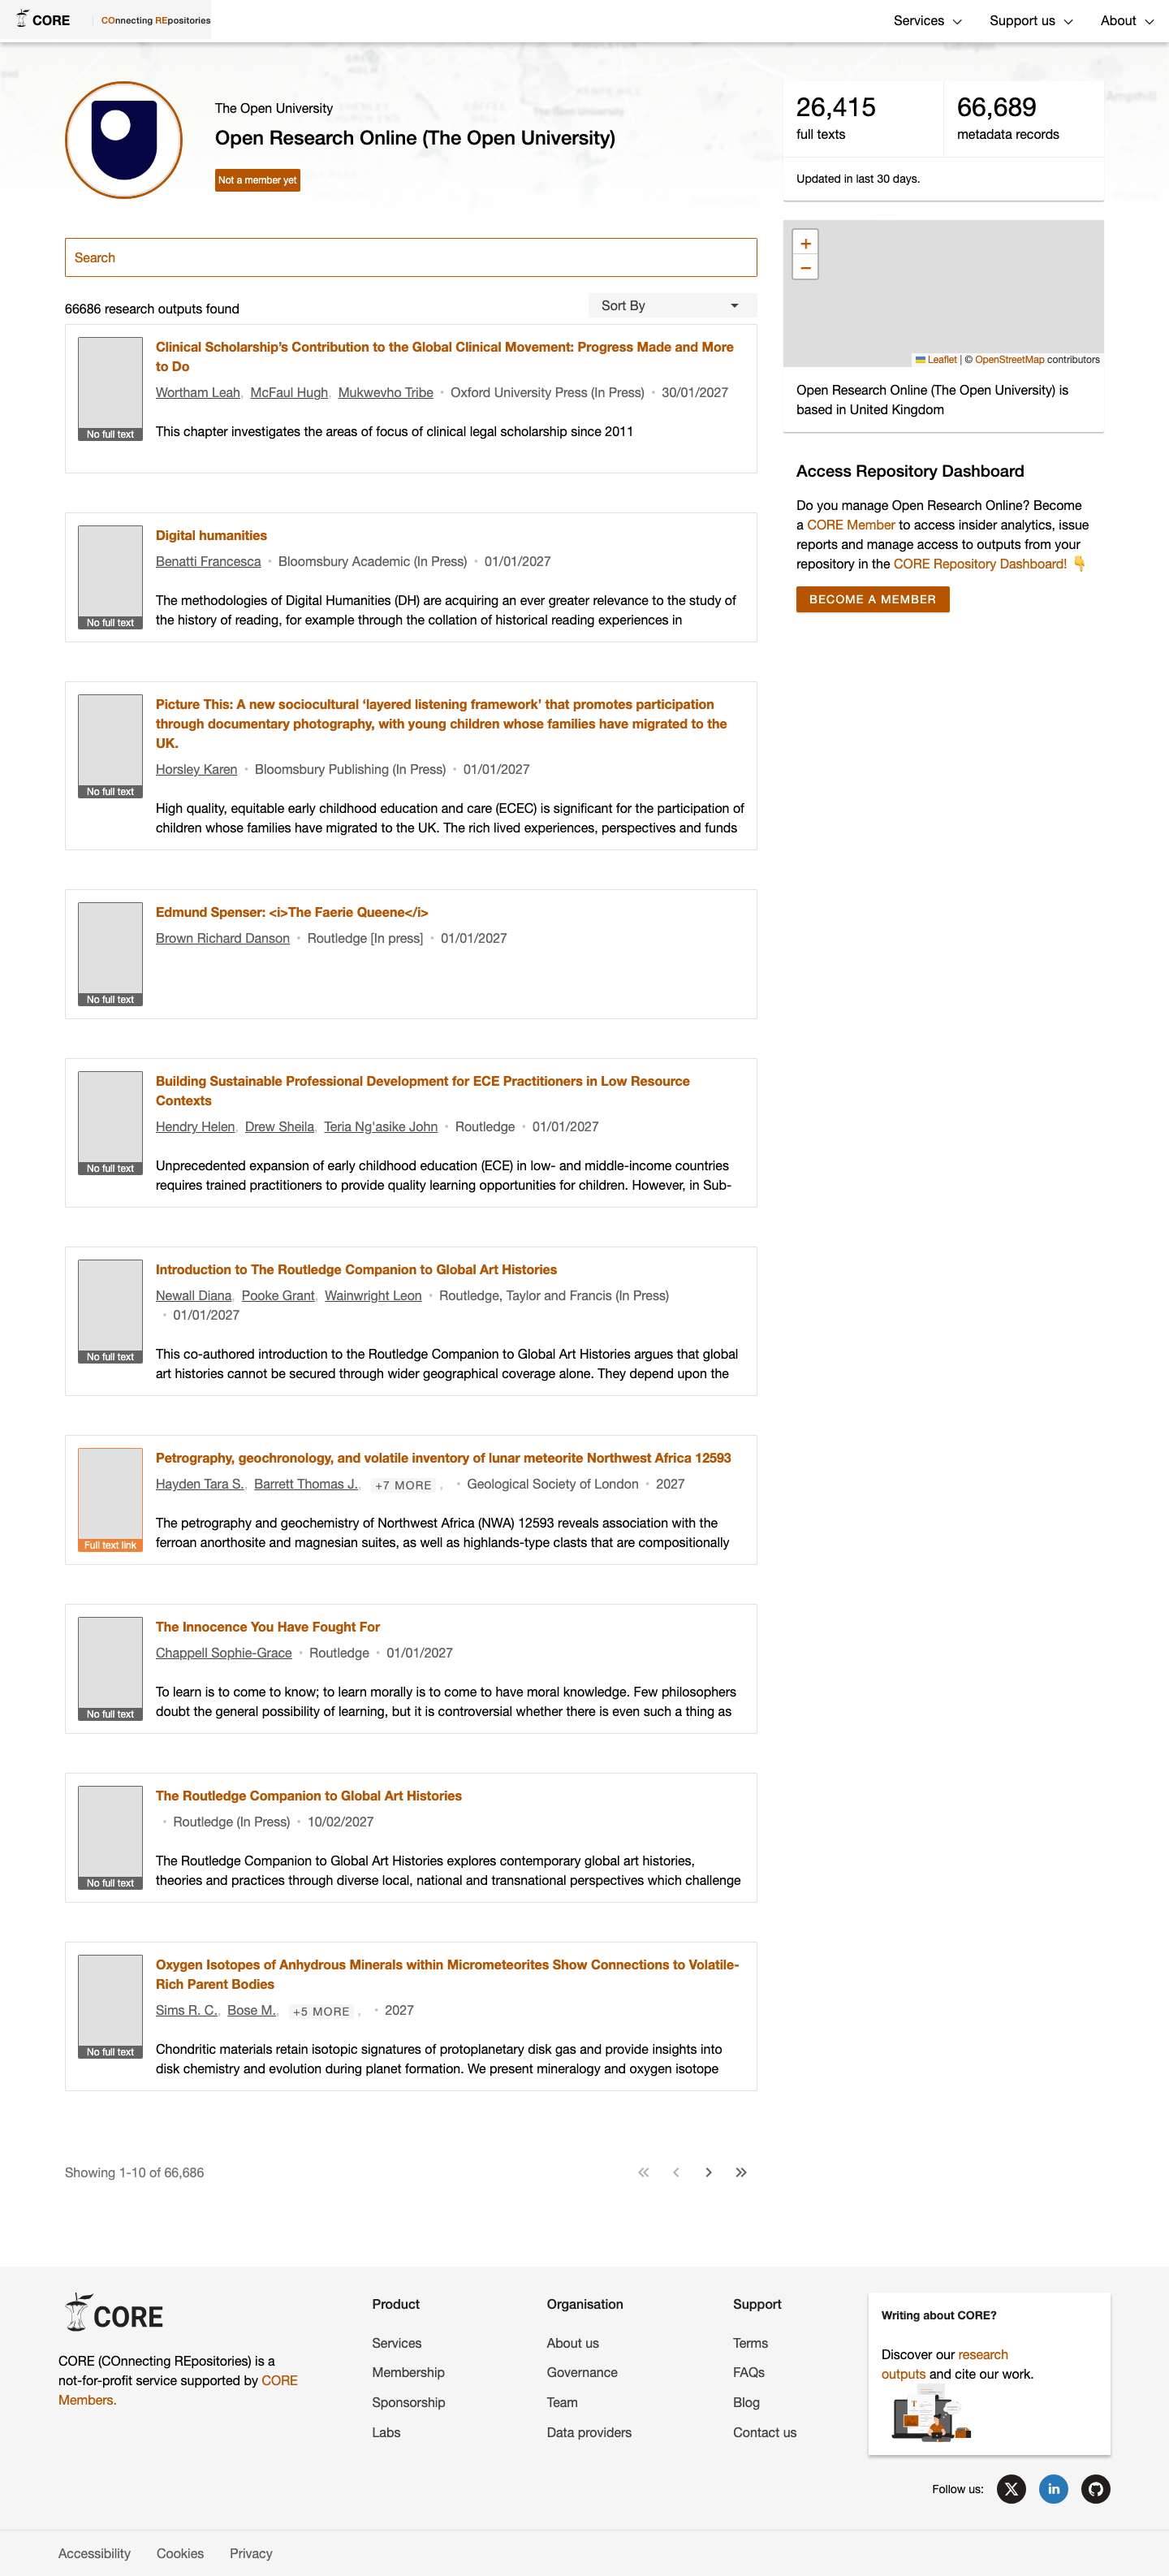 CORE
COnnecting REpositories
Services
Support us
About
The Open University
Open Research Online (The Open University)
Not a member yet
26,415
full texts
66,689
metadata records
Updated in last 30 days.
Search
66686 research outputs found
Sort By
+
−
Leaflet | © OpenStreetMap contributors
Open Research Online (The Open University) is
based in United Kingdom
Access Repository Dashboard
Do you manage Open Research Online? Become
a CORE Member to access insider analytics, issue
reports and manage access to outputs from your
repository in the CORE Repository Dashboard! 👇
BECOME A MEMBER
Clinical Scholarship’s Contribution to the Global Clinical Movement: Progress Made and More
to Do
Wortham Leah, McFaul Hugh, Mukwevho Tribe • Oxford University Press (In Press) • 30/01/2027
This chapter investigates the areas of focus of clinical legal scholarship since 2011
No full text
Digital humanities
Benatti Francesca • Bloomsbury Academic (In Press) • 01/01/2027
The methodologies of Digital Humanities (DH) are acquiring an ever greater relevance to the study of
the history of reading, for example through the collation of historical reading experiences in
No full text
Picture This: A new sociocultural ‘layered listening framework’ that promotes participation
through documentary photography, with young children whose families have migrated to the
UK.
Horsley Karen • Bloomsbury Publishing (In Press) • 01/01/2027
High quality, equitable early childhood education and care (ECEC) is significant for the participation of
children whose families have migrated to the UK. The rich lived experiences, perspectives and funds
No full text
Edmund Spenser: <i>The Faerie Queene</i>
Brown Richard Danson • Routledge [In press] • 01/01/2027
No full text
Building Sustainable Professional Development for ECE Practitioners in Low Resource
Contexts
Hendry Helen, Drew Sheila, Teria Ng'asike John • Routledge • 01/01/2027
Unprecedented expansion of early childhood education (ECE) in low- and middle-income countries
requires trained practitioners to provide quality learning opportunities for children. However, in Sub-
No full text
Introduction to The Routledge Companion to Global Art Histories
Newall Diana, Pooke Grant, Wainwright Leon • Routledge, Taylor and Francis (In Press)
• 01/01/2027
This co-authored introduction to the Routledge Companion to Global Art Histories argues that global
art histories cannot be secured through wider geographical coverage alone. They depend upon the
No full text
Petrography, geochronology, and volatile inventory of lunar meteorite Northwest Africa 12593
Hayden Tara S., Barrett Thomas J., +7 MORE , • Geological Society of London • 2027
The petrography and geochemistry of Northwest Africa (NWA) 12593 reveals association with the
ferroan anorthosite and magnesian suites, as well as highlands-type clasts that are compositionally
Full text link
The Innocence You Have Fought For
Chappell Sophie-Grace • Routledge • 01/01/2027
To learn is to come to know; to learn morally is to come to have moral knowledge. Few philosophers
doubt the general possibility of learning, but it is controversial whether there is even such a thing as
No full text
The Routledge Companion to Global Art Histories
• Routledge (In Press) • 10/02/2027
The Routledge Companion to Global Art Histories explores contemporary global art histories,
theories and practices through diverse local, national and transnational perspectives which challenge
No full text
Oxygen Isotopes of Anhydrous Minerals within Micrometeorites Show Connections to Volatile-
Rich Parent Bodies
Sims R. C., Bose M., +5 MORE , • 2027
Chondritic materials retain isotopic signatures of protoplanetary disk gas and provide insights into
disk chemistry and evolution during planet formation. We present mineralogy and oxygen isotope
No full text
Showing 1-10 of 66,686
CORE
CORE (COnnecting REpositories) is a
not-for-profit service supported by CORE
Members.
Product
Services
Membership
Sponsorship
Labs
Organisation
About us
Governance
Team
Data providers
Support
Terms
FAQs
Blog
Contact us
Writing about CORE?
Discover our research
outputs and cite our work.
Follow us:
Accessibility
Cookies
Privacy